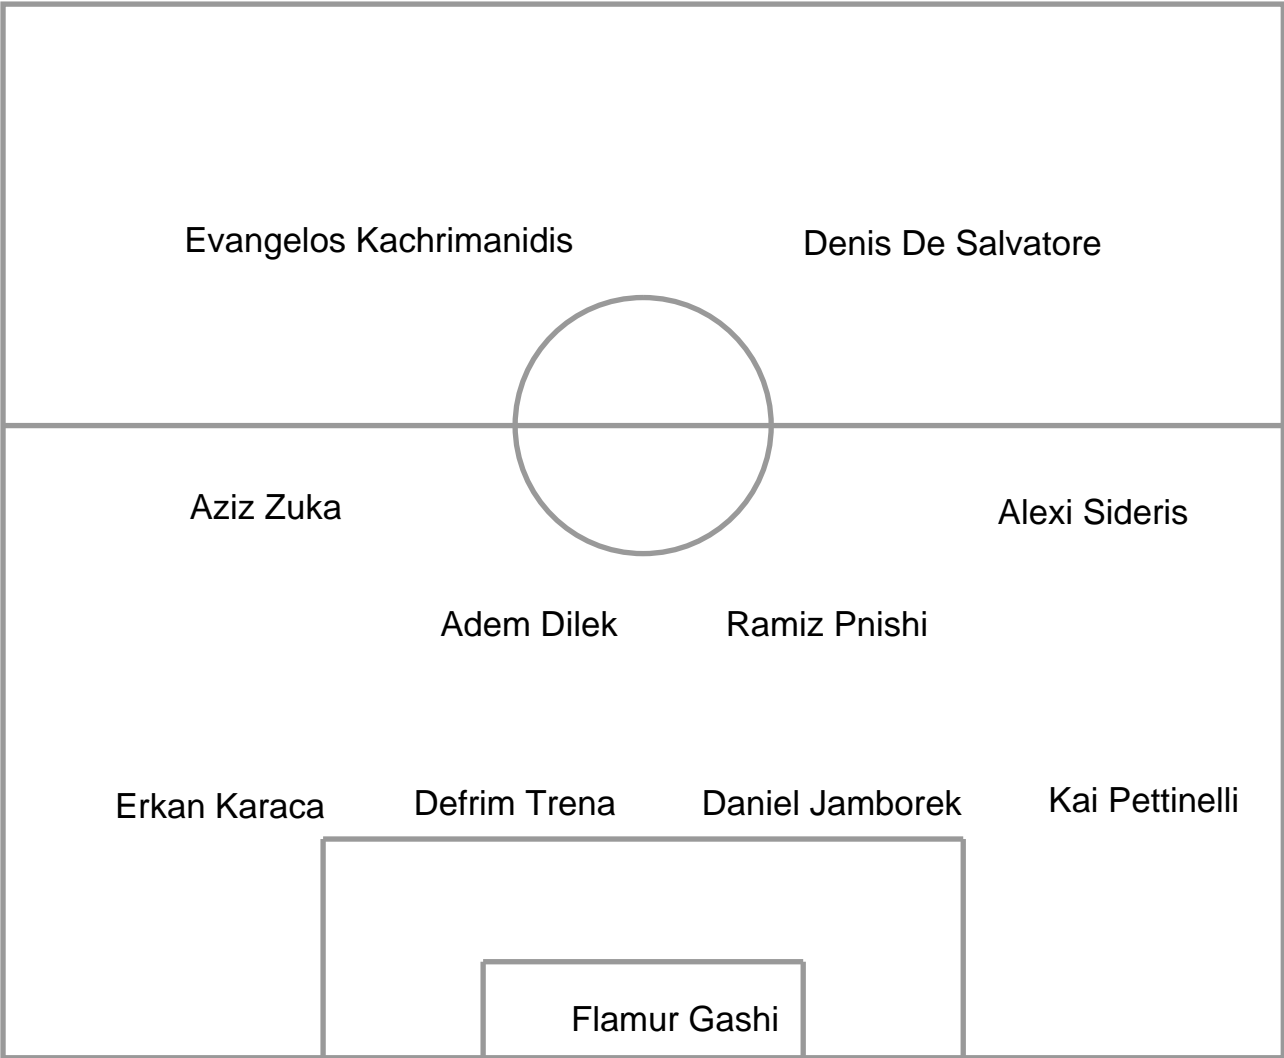 Evangelos Kachrimanidis
Denis De Salvatore
Aziz Zuka
Alexi Sideris
Adem Dilek
Ramiz Pnishi
Erkan Karaca
Defrim Trena
Daniel Jamborek
Kai Pettinelli
Flamur Gashi